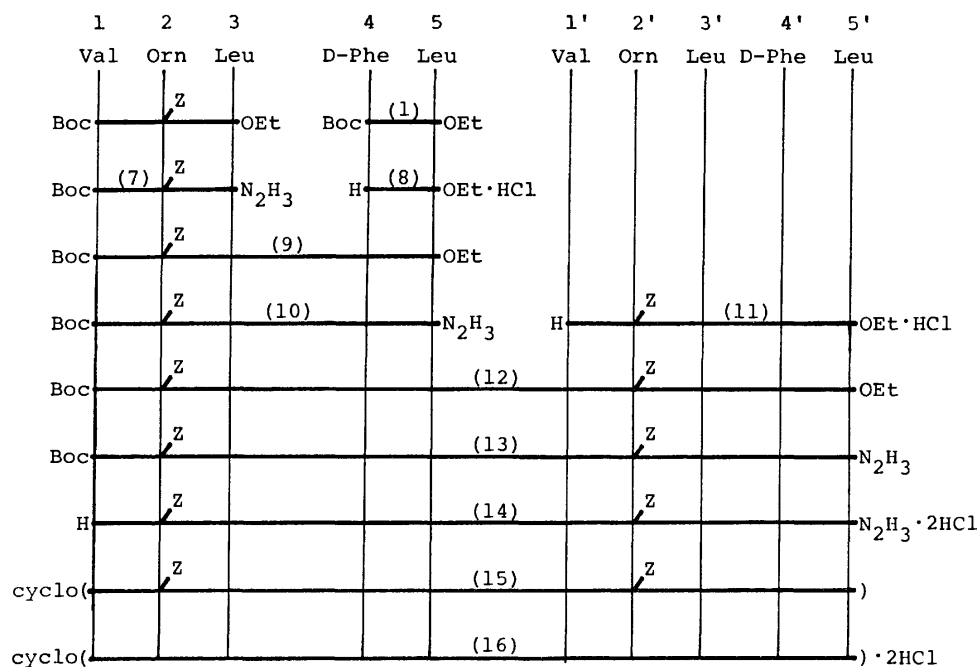 1 2 3 4 5 1' 2' 3' 4' 5'
Val Orn Leu D-Phe Leu Val Orn Leu D-Phe Leu
Boc Z OEt Boc (1) OEt
Boc (7) Z N₂H₃ H (8) OEt·HCl
Boc Z (9) OEt
Boc Z (10) N₂H₃ H Z (11) OEt·HCl
Boc Z (12) Z OEt
Boc Z (13) Z N₂H₃
H Z (14) Z N₂H₃·2HCl
cyclo( Z (15) Z )
cyclo( (16) )·2HCl